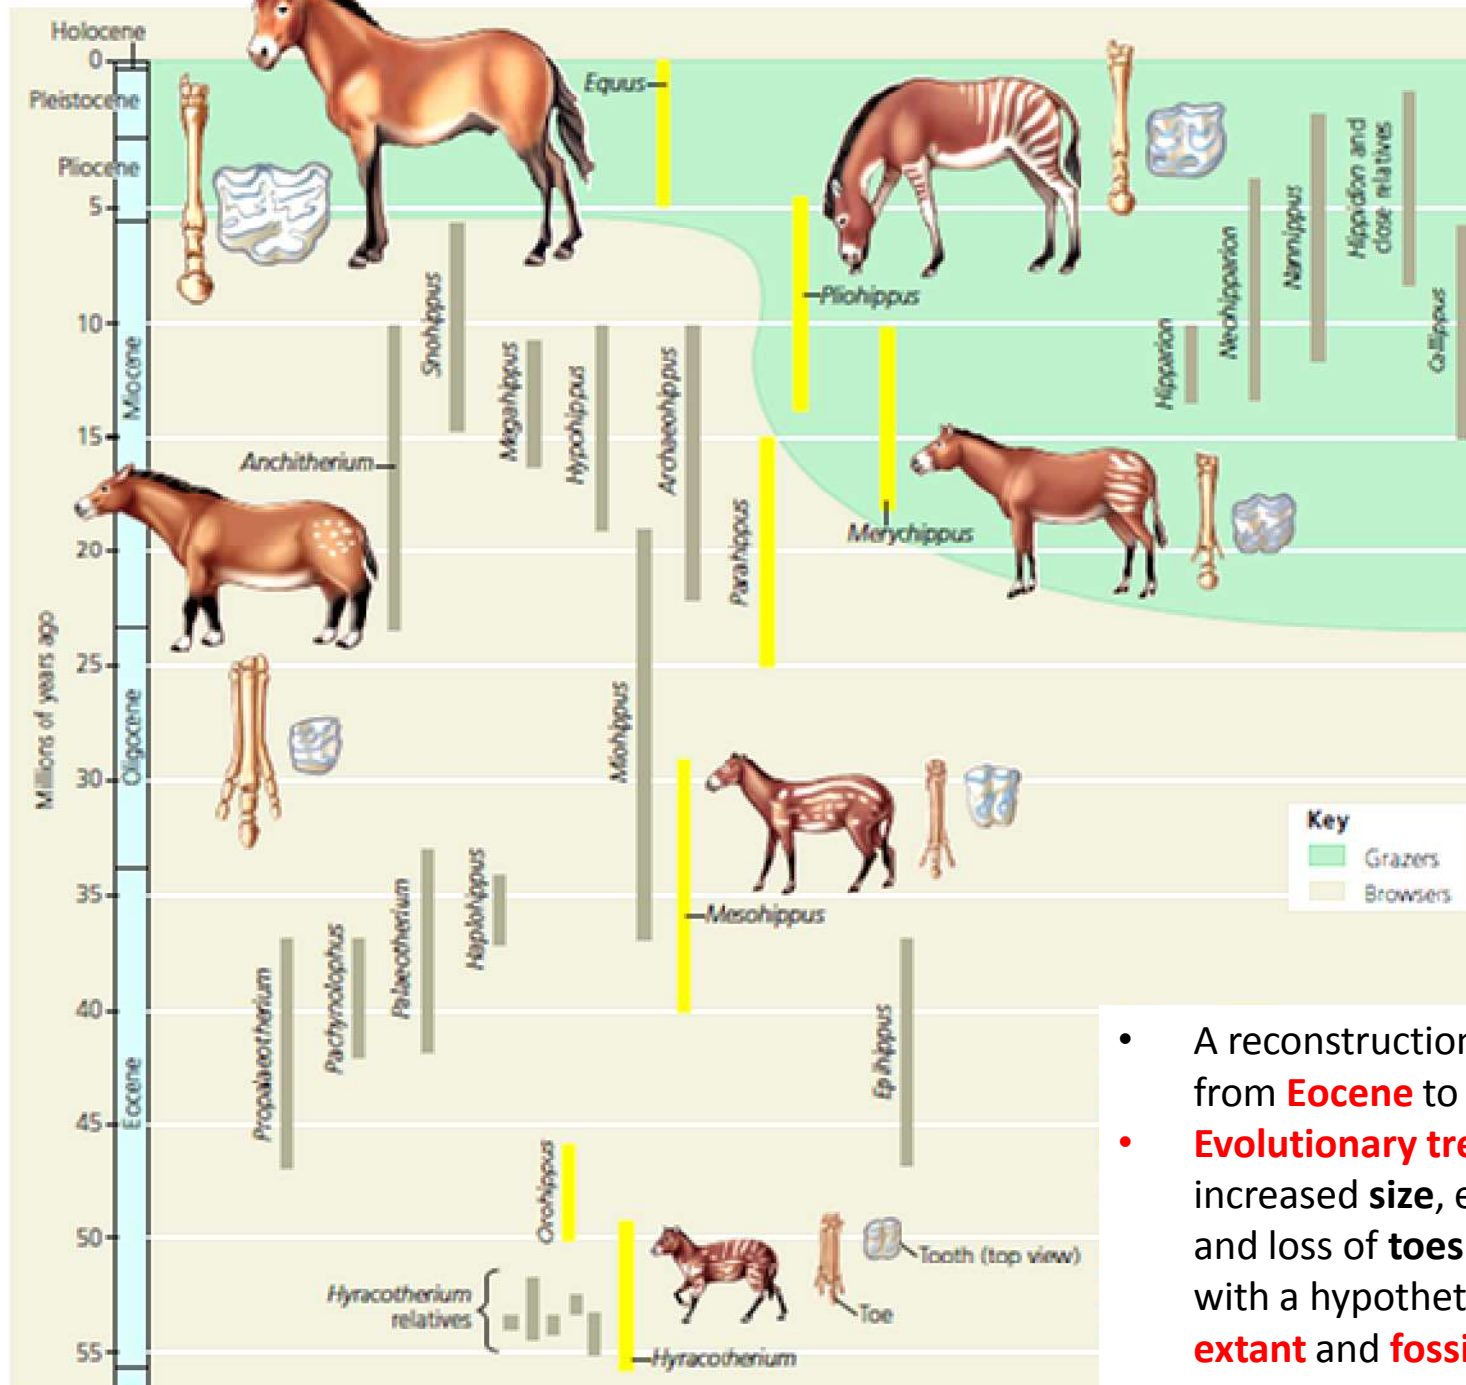 Holocene
0
Pleistocene
Pliocene
5
10
Miocene
15
20
Millions of years ago
25
Oligocene
30
35
40
Eocene
45
50
55
Equus
Pliohippus
Hippidion and
close relatives
Nannippus
Neohipparion
Hipparion
Callippus
Sinohippus
Megahippus
Hypohippus
Archaeohippus
Anchitherium
Parahippus
Merychippus
Miohippus
Mesohippus
Key
Grazers
Browsers
Haplohippus
Palaeotherium
Pachynolophus
Propalaeotherium
Epihippus
Orohippus
Hyracotherium
relatives
Hyracotherium
Tooth (top view)
Toe
• A reconstruction
from Eocene to
• Evolutionary tre
increased size, e
and loss of toes
with a hypothet
extant and fossi